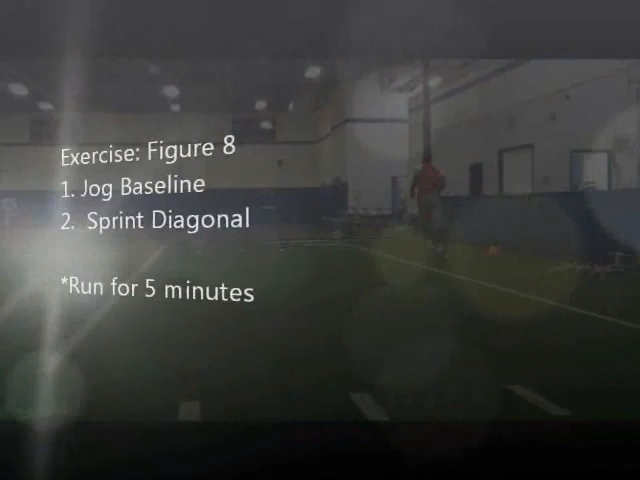 Exercise: Figure 8
1. Jog Baseline
2. Sprint Diagonal
*Run for 5 minutes